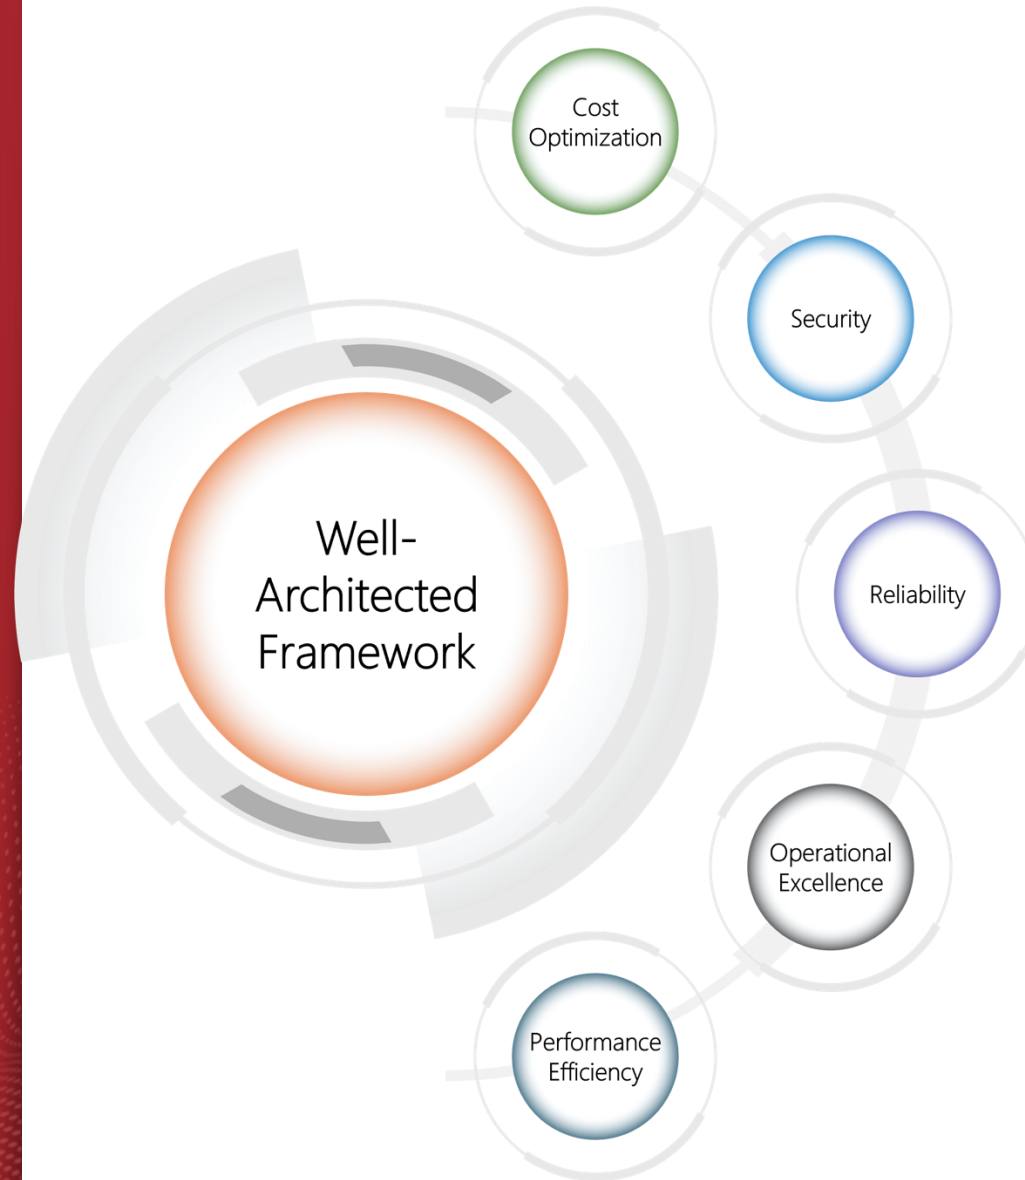 Cost
Optimization
Security
Well-
Architected
Framework
Reliability
Operational
Excellence
Performance
Efficiency